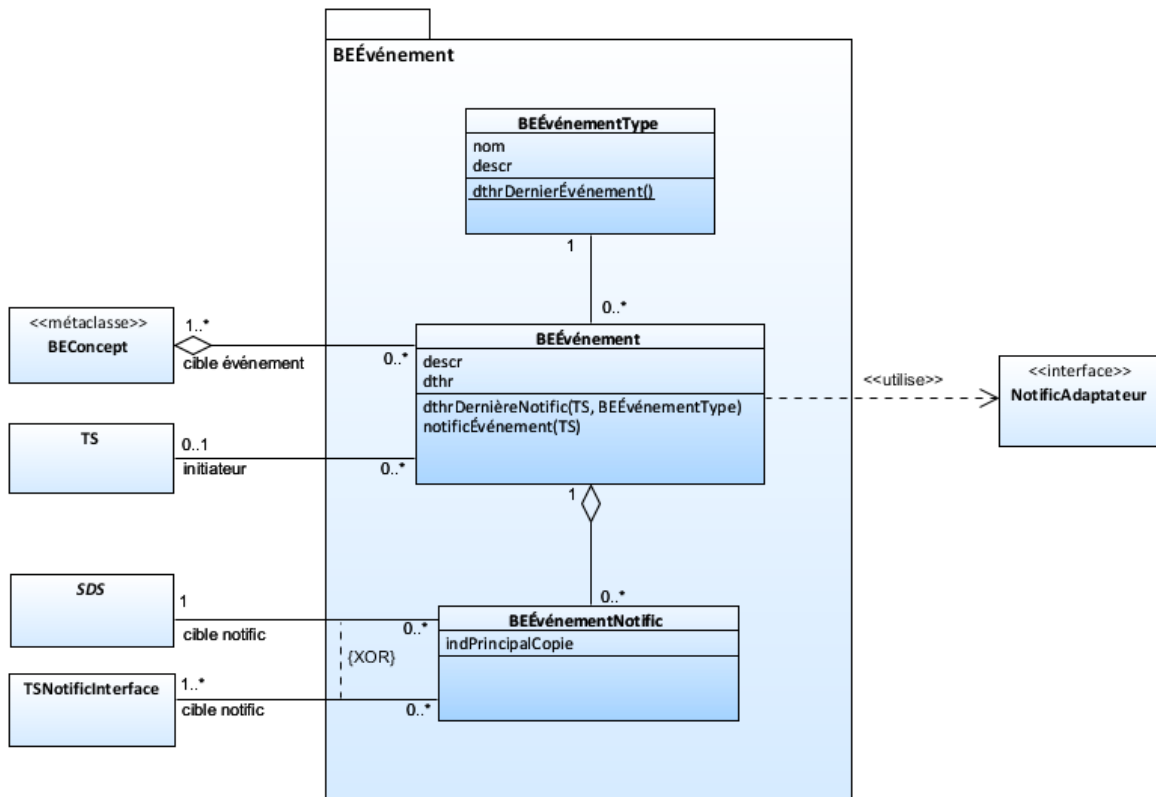 BEÉvénement
BEÉvénementType
nom
descr
dthrDernierÉvénement()
1
0..*
<<métaclasse>>
BEConcept
1..*
cible événement
0..*
BEÉvénement
descr
dthr
dthrDernièreNotific(TS, BEÉvénementType)
notificÉvénement(TS)
<<utilise>>
<<interface>>
NotificAdaptateur
TS
0..1
initiateur
0..*
1
0..*
SDS
1
cible notific
0..*
BEÉvénementNotific
indPrincipalCopie
{XOR}
TSNotificInterface
1..*
cible notific
0..*